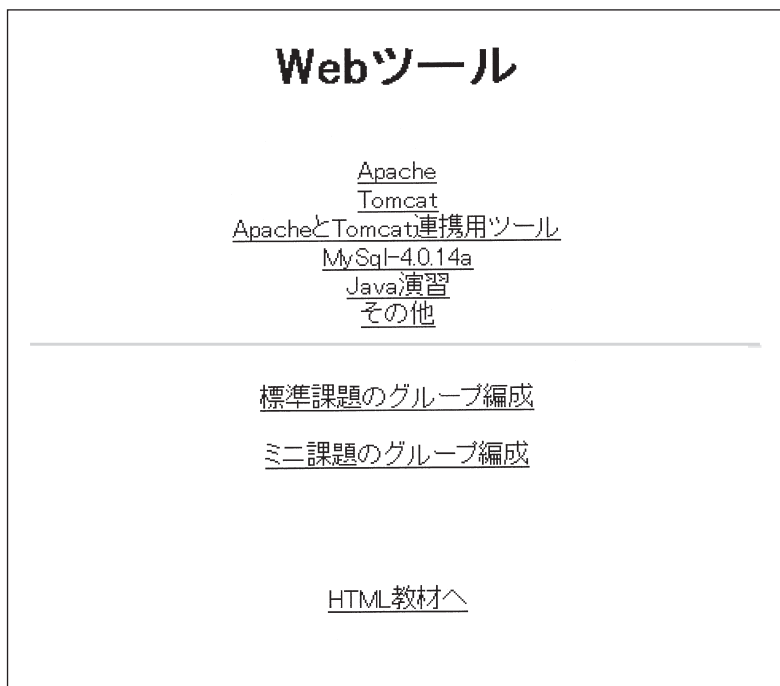 Webツール
Apache
Tomcat
ApacheとTomcat連携用ツール
MySql-4.0.14a
Java演習
その他
標準課題のグループ編成
ミニ課題のグループ編成
HTML教材へ